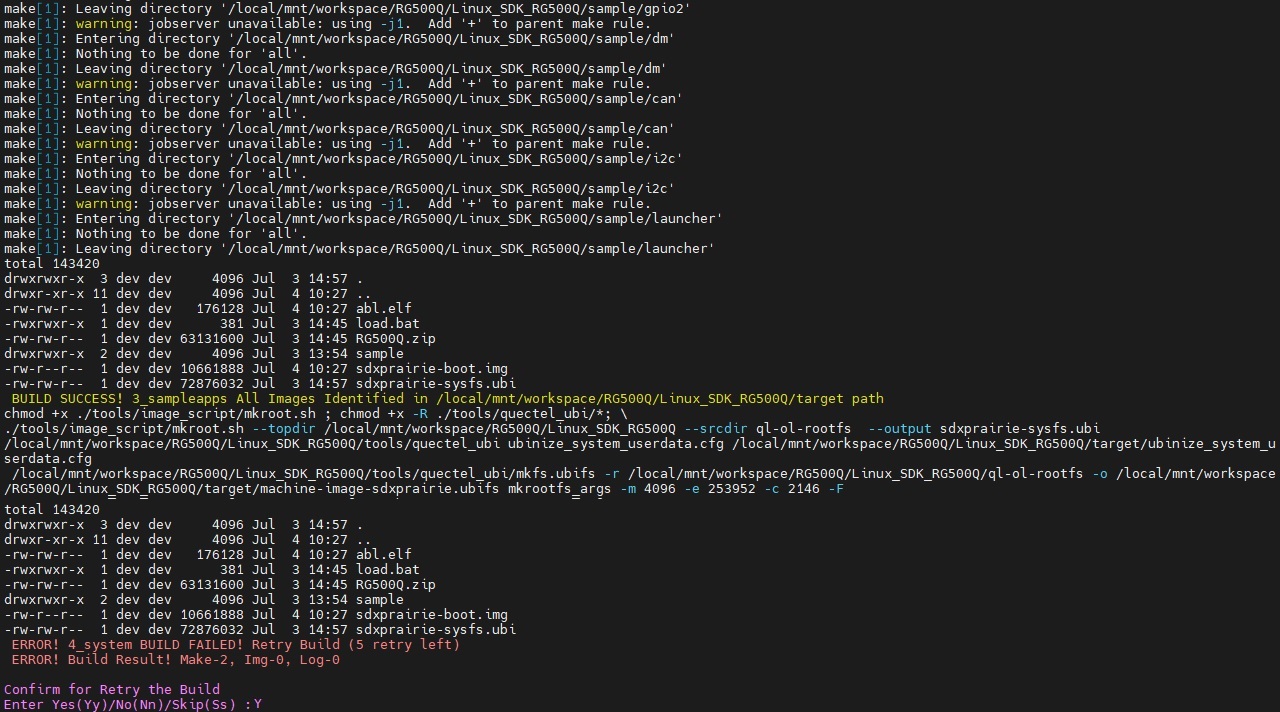 make[1]: Leaving directory '/local/mnt/workspace/RG500Q/Linux_SDK_RG500Q/sample/gpio2'
make[1]: warning: jobserver unavailable: using -j1.  Add '+' to parent make rule.
make[1]: Entering directory '/local/mnt/workspace/RG500Q/Linux_SDK_RG500Q/sample/dm'
make[1]: Nothing to be done for 'all'.
make[1]: Leaving directory '/local/mnt/workspace/RG500Q/Linux_SDK_RG500Q/sample/dm'
make[1]: warning: jobserver unavailable: using -j1.  Add '+' to parent make rule.
make[1]: Entering directory '/local/mnt/workspace/RG500Q/Linux_SDK_RG500Q/sample/can'
make[1]: Nothing to be done for 'all'.
make[1]: Leaving directory '/local/mnt/workspace/RG500Q/Linux_SDK_RG500Q/sample/can'
make[1]: warning: jobserver unavailable: using -j1.  Add '+' to parent make rule.
make[1]: Entering directory '/local/mnt/workspace/RG500Q/Linux_SDK_RG500Q/sample/i2c'
make[1]: Nothing to be done for 'all'.
make[1]: Leaving directory '/local/mnt/workspace/RG500Q/Linux_SDK_RG500Q/sample/i2c'
make[1]: warning: jobserver unavailable: using -j1.  Add '+' to parent make rule.
make[1]: Entering directory '/local/mnt/workspace/RG500Q/Linux_SDK_RG500Q/sample/launcher'
make[1]: Nothing to be done for 'all'.
make[1]: Leaving directory '/local/mnt/workspace/RG500Q/Linux_SDK_RG500Q/sample/launcher'
total 143420
drwxrwxr-x  3 dev dev     4096 Jul  3 14:57 .
drwxr-xr-x 11 dev dev     4096 Jul  4 10:27 ..
-rw-rw-r--  1 dev dev   176128 Jul  4 10:27 abl.elf
-rwxrwxr-x  1 dev dev      381 Jul  3 14:45 load.bat
-rw-rw-r--  1 dev dev 63131600 Jul  3 14:45 RG500Q.zip
drwxrwxr-x  2 dev dev     4096 Jul  3 13:54 sample
-rw-r--r--  1 dev dev 10661888 Jul  4 10:27 sdxprairie-boot.img
-rw-rw-r--  1 dev dev 72876032 Jul  3 14:57 sdxprairie-sysfs.ubi
BUILD SUCCESS! 3_sampleapps All Images Identified in /local/mnt/workspace/RG500Q/Linux_SDK_RG500Q/target path
chmod +x ./tools/image_script/mkroot.sh ; chmod +x -R ./tools/quectel_ubi/*; \
./tools/image_script/mkroot.sh --topdir /local/mnt/workspace/RG500Q/Linux_SDK_RG500Q --srcdir ql-ol-rootfs  --output sdxprairie-sysfs.ubi
/local/mnt/workspace/RG500Q/Linux_SDK_RG500Q/tools/quectel_ubi ubinize_system_userdata.cfg /local/mnt/workspace/RG500Q/Linux_SDK_RG500Q/target/ubinize_system_u
serdata.cfg
/local/mnt/workspace/RG500Q/Linux_SDK_RG500Q/tools/quectel_ubi/mkfs.ubifs -r /local/mnt/workspace/RG500Q/Linux_SDK_RG500Q/ql-ol-rootfs -o /local/mnt/workspace
/RG500Q/Linux_SDK_RG500Q/target/machine-image-sdxprairie.ubifs mkrootfs_args -m 4096 -e 253952 -c 2146 -F
total 143420
drwxrwxr-x  3 dev dev     4096 Jul  3 14:57 .
drwxr-xr-x 11 dev dev     4096 Jul  4 10:27 ..
-rw-rw-r--  1 dev dev   176128 Jul  4 10:27 abl.elf
-rwxrwxr-x  1 dev dev      381 Jul  3 14:45 load.bat
-rw-rw-r--  1 dev dev 63131600 Jul  3 14:45 RG500Q.zip
drwxrwxr-x  2 dev dev     4096 Jul  3 13:54 sample
-rw-r--r--  1 dev dev 10661888 Jul  4 10:27 sdxprairie-boot.img
-rw-rw-r--  1 dev dev 72876032 Jul  3 14:57 sdxprairie-sysfs.ubi
ERROR! 4_system BUILD FAILED! Retry Build (5 retry left)
ERROR! Build Result! Make-2, Img-0, Log-0
Confirm for Retry the Build
Enter Yes(Yy)/No(Nn)/Skip(Ss) :Y